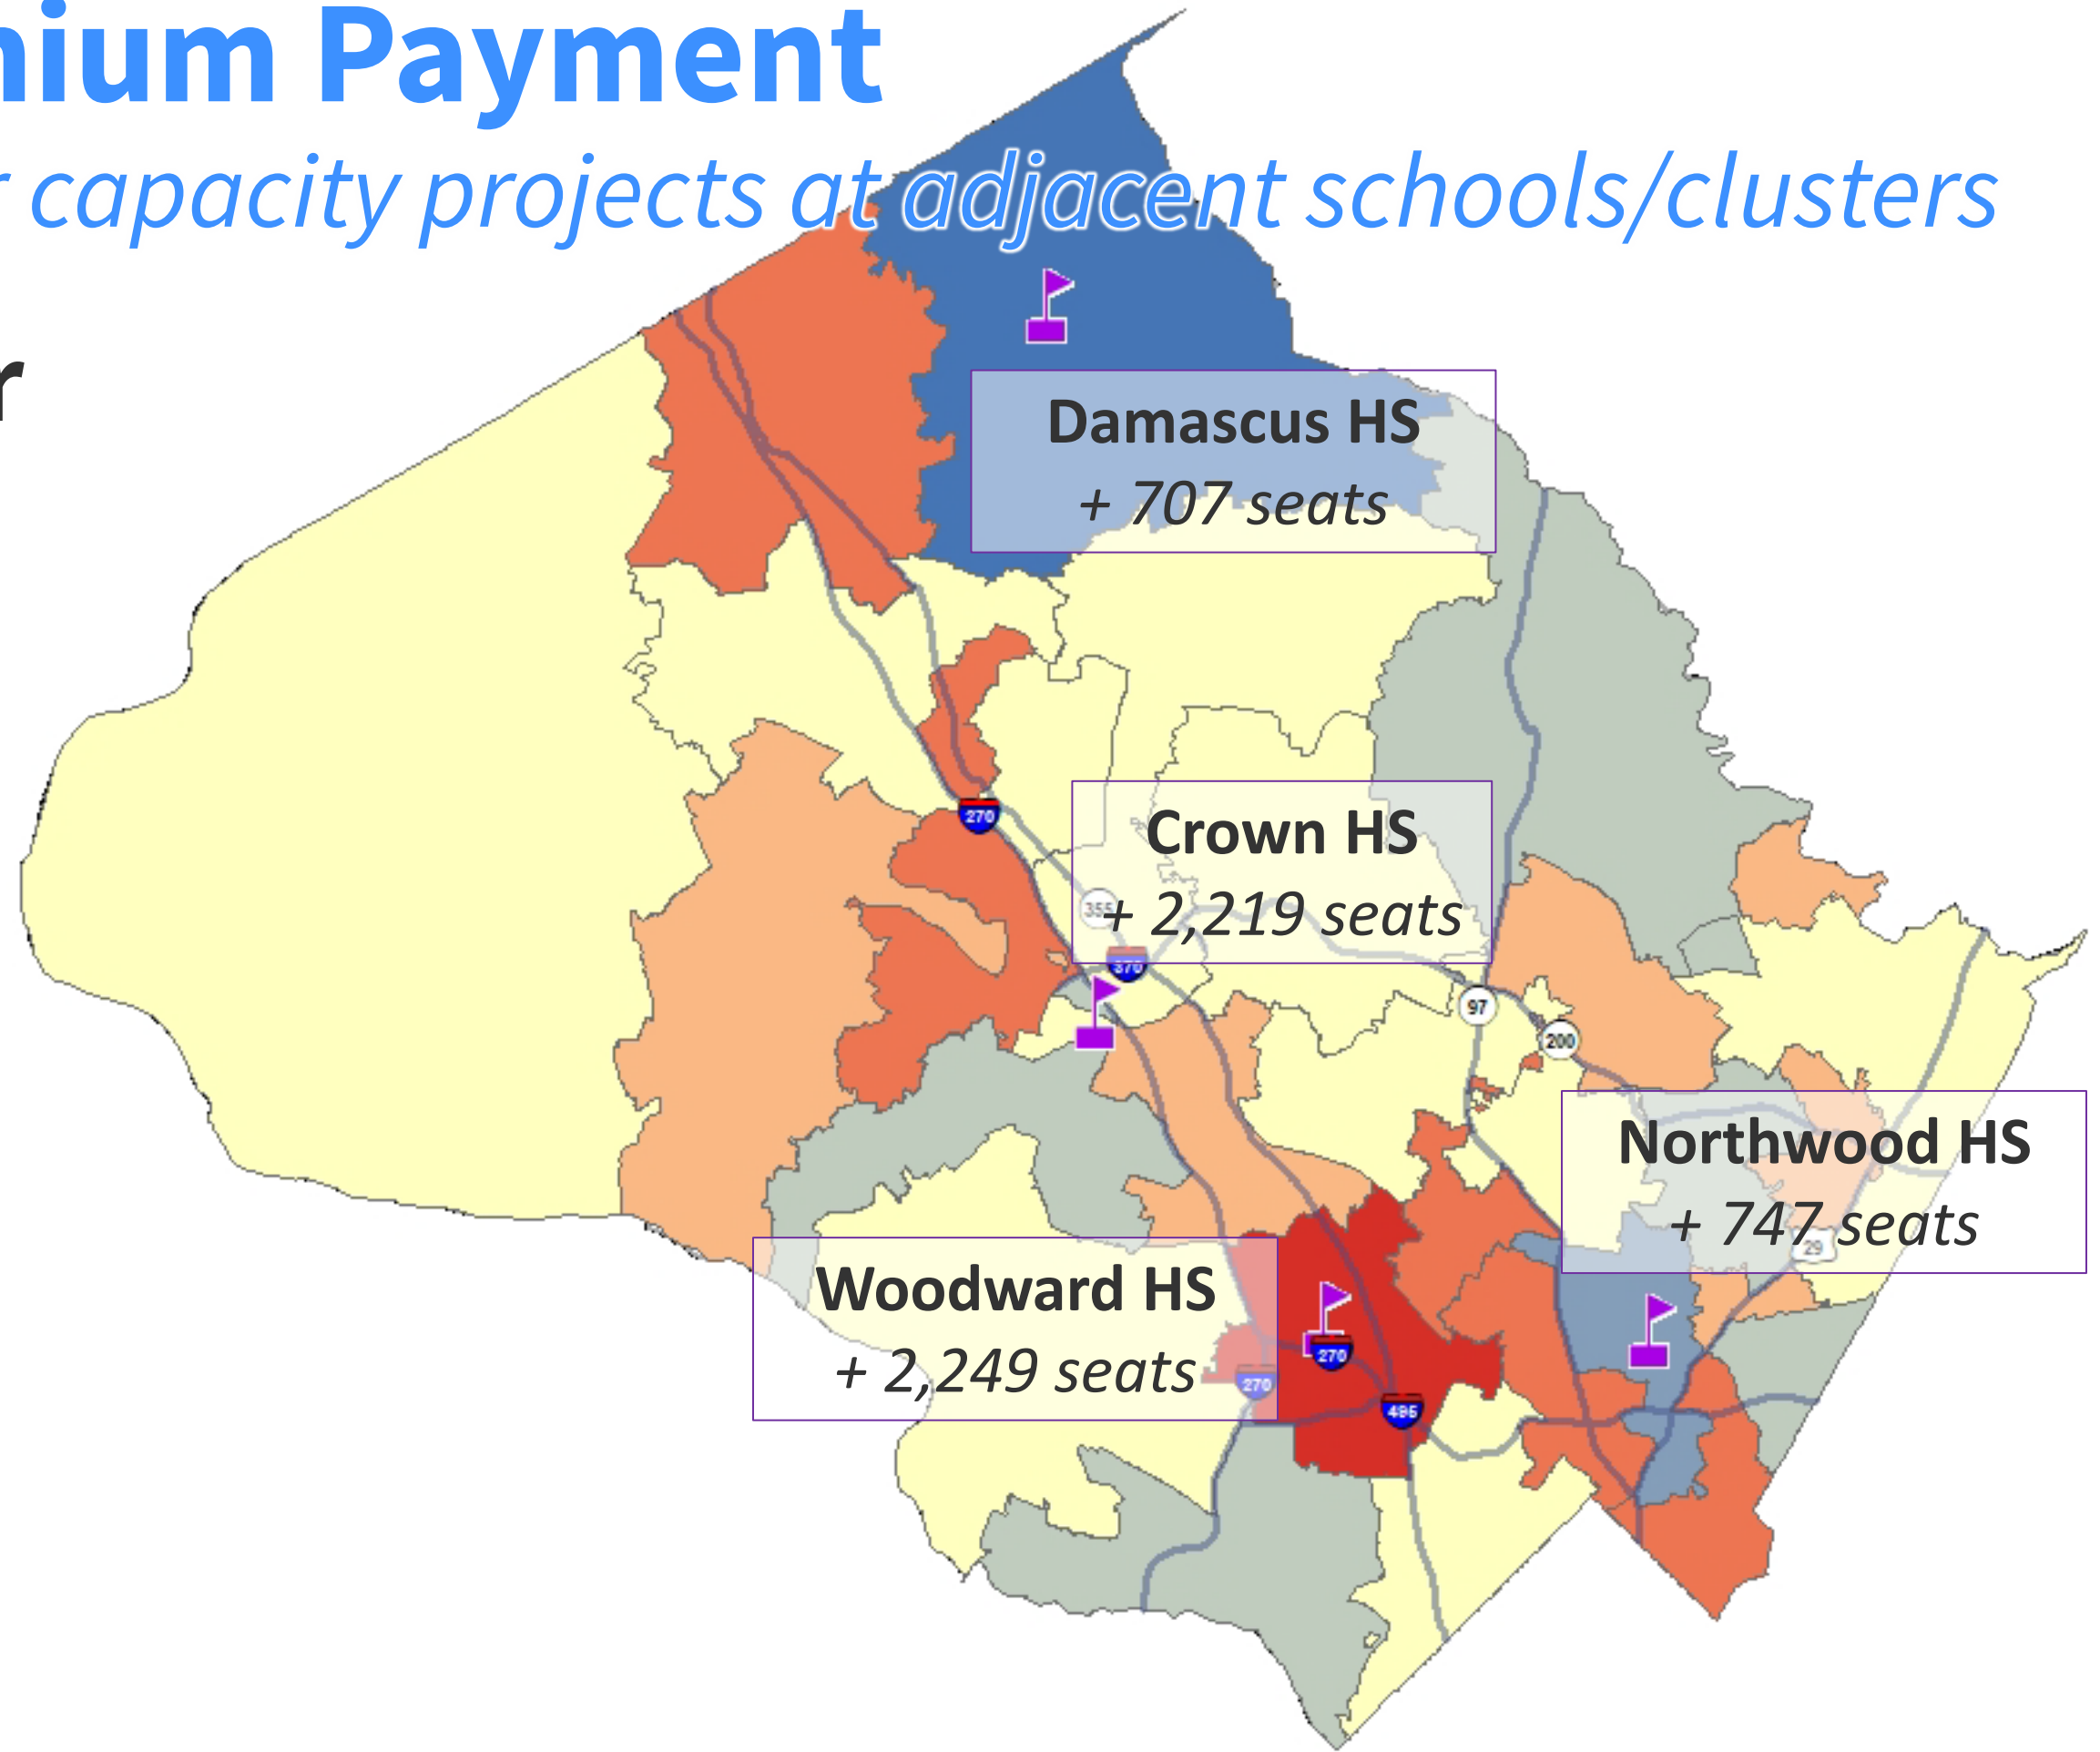 nium Payment
r capacity projects at adjacent schools/clusters
r
Damascus HS
+ 707 seats
270
Crown HS
355
+ 2,219 seats
370
97
200
Northwood HS
+ 747 seats
29
Woodward HS
+ 2,249 seats
270
270
495